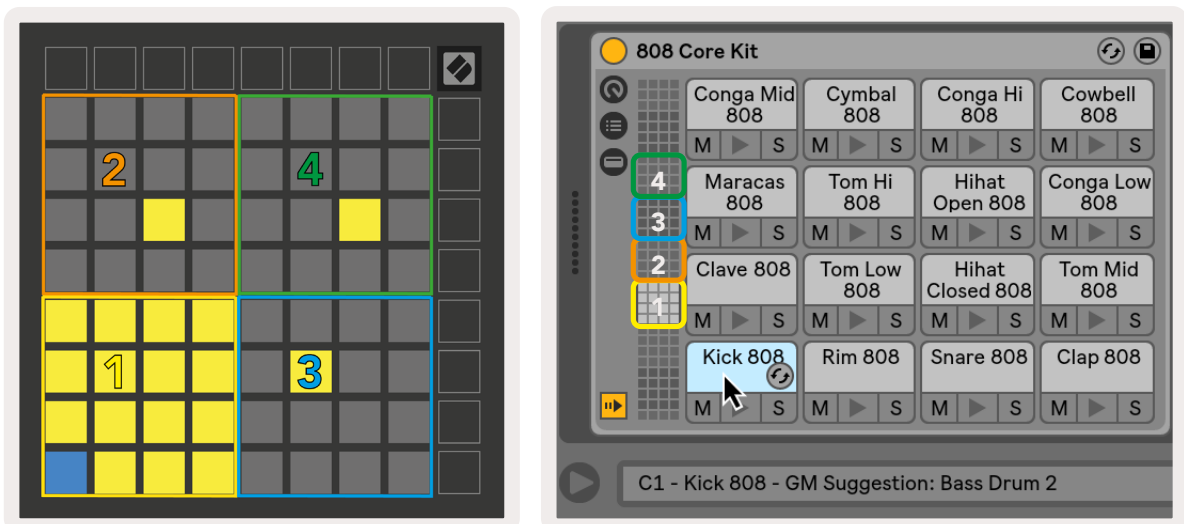 2
4
1
3
808 Core Kit
Conga Mid
808
Cymbal
808
Conga Hi
808
Cowbell
808
M S M S M S M S
4
Maracas
808
Tom Hi
808
Hihat
Open 808
Conga Low
808
3
M S M S M S M S
2
Clave 808
Tom Low
808
Hihat
Closed 808
Tom Mid
808
1
M S M S M S M S
Kick 808
Rim 808
Snare 808
Clap 808
M S M S M S M S
C1 - Kick 808 - GM Suggestion: Bass Drum 2